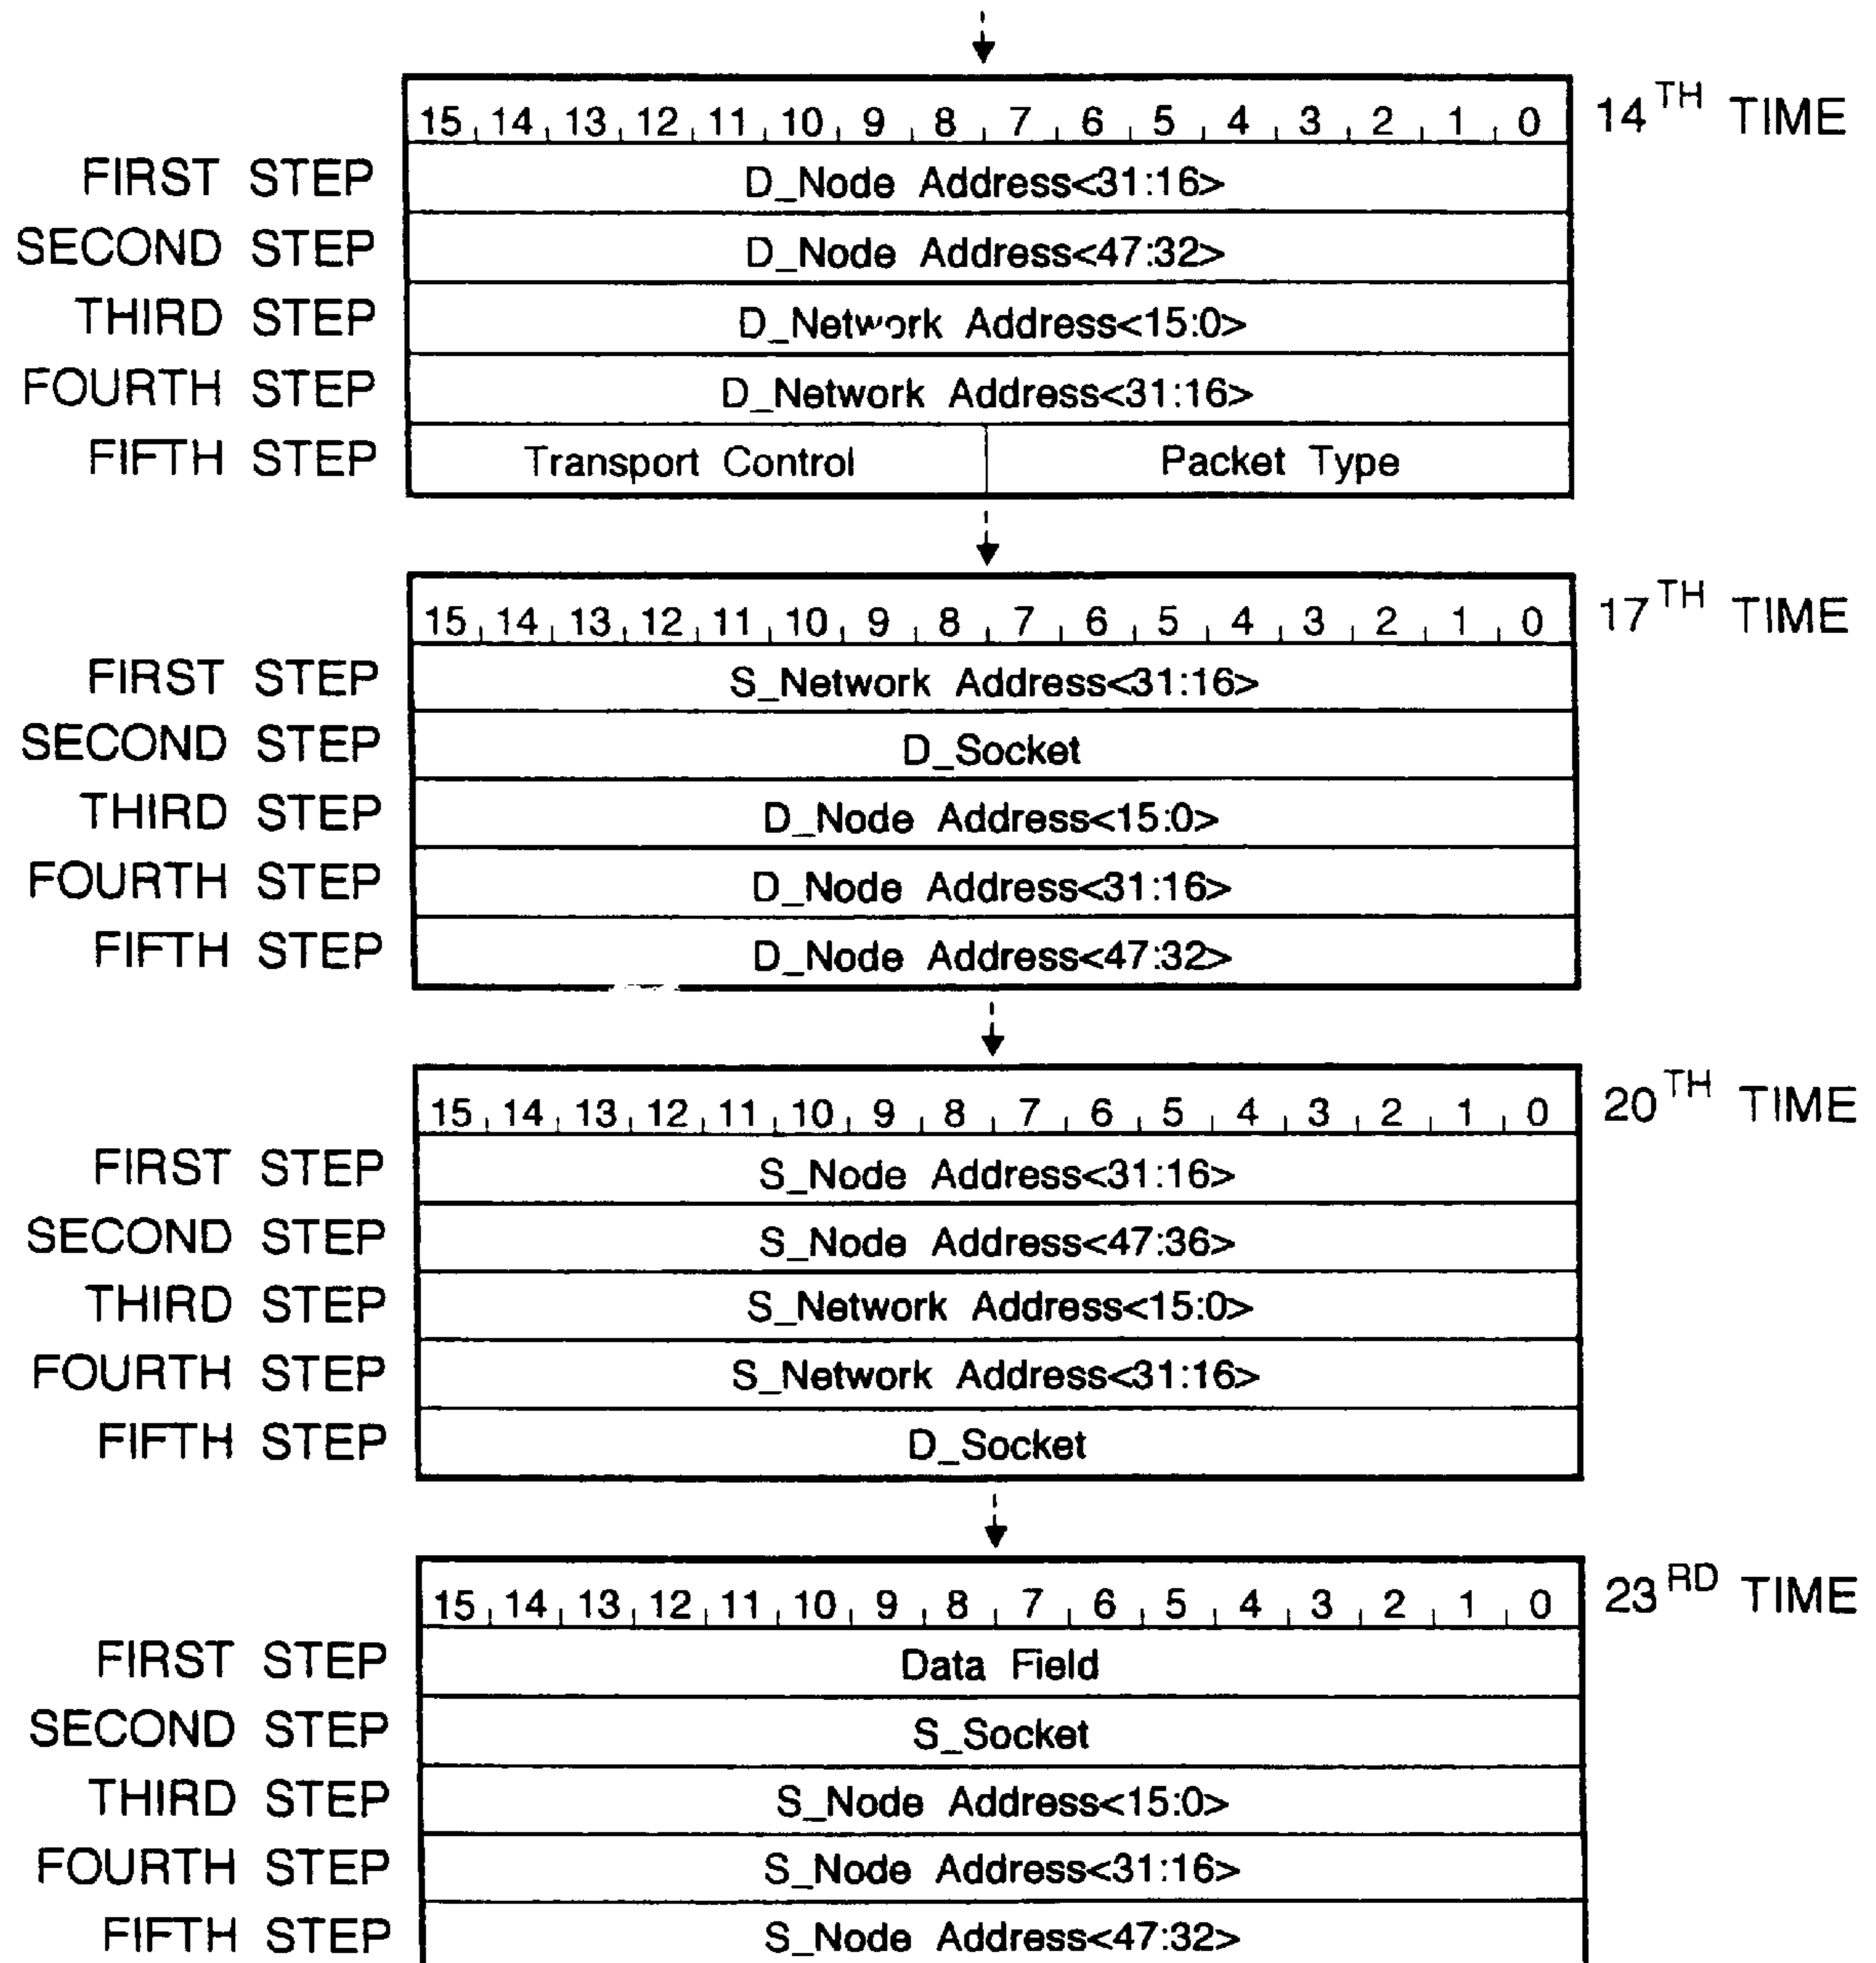 15 14 13 12 11 10 9 8 7 6 5 4 3 2 1 0 14TH TIME
FIRST STEP D_Node Address<31:16>
SECOND STEP D_Node Address<47:32>
THIRD STEP D_Network Address<15:0>
FOURTH STEP D_Network Address<31:16>
FIFTH STEP Transport Control Packet Type
15 14 13 12 11 10 9 8 7 6 5 4 3 2 1 0 17TH TIME
FIRST STEP S_Network Address<31:16>
SECOND STEP D_Socket
THIRD STEP D_Node Address<15:0>
FOURTH STEP D_Node Address<31:16>
FIFTH STEP D_Node Address<47:32>
15 14 13 12 11 10 9 8 7 6 5 4 3 2 1 0 20TH TIME
FIRST STEP S_Node Address<31:16>
SECOND STEP S_Node Address<47:36>
THIRD STEP S_Network Address<15:0>
FOURTH STEP S_Network Address<31:16>
FIFTH STEP D_Socket
15 14 13 12 11 10 9 8 7 6 5 4 3 2 1 0 23RD TIME
FIRST STEP Data Field
SECOND STEP S_Socket
THIRD STEP S_Node Address<15:0>
FOURTH STEP S_Node Address<31:16>
FIFTH STEP S_Node Address<47:32>